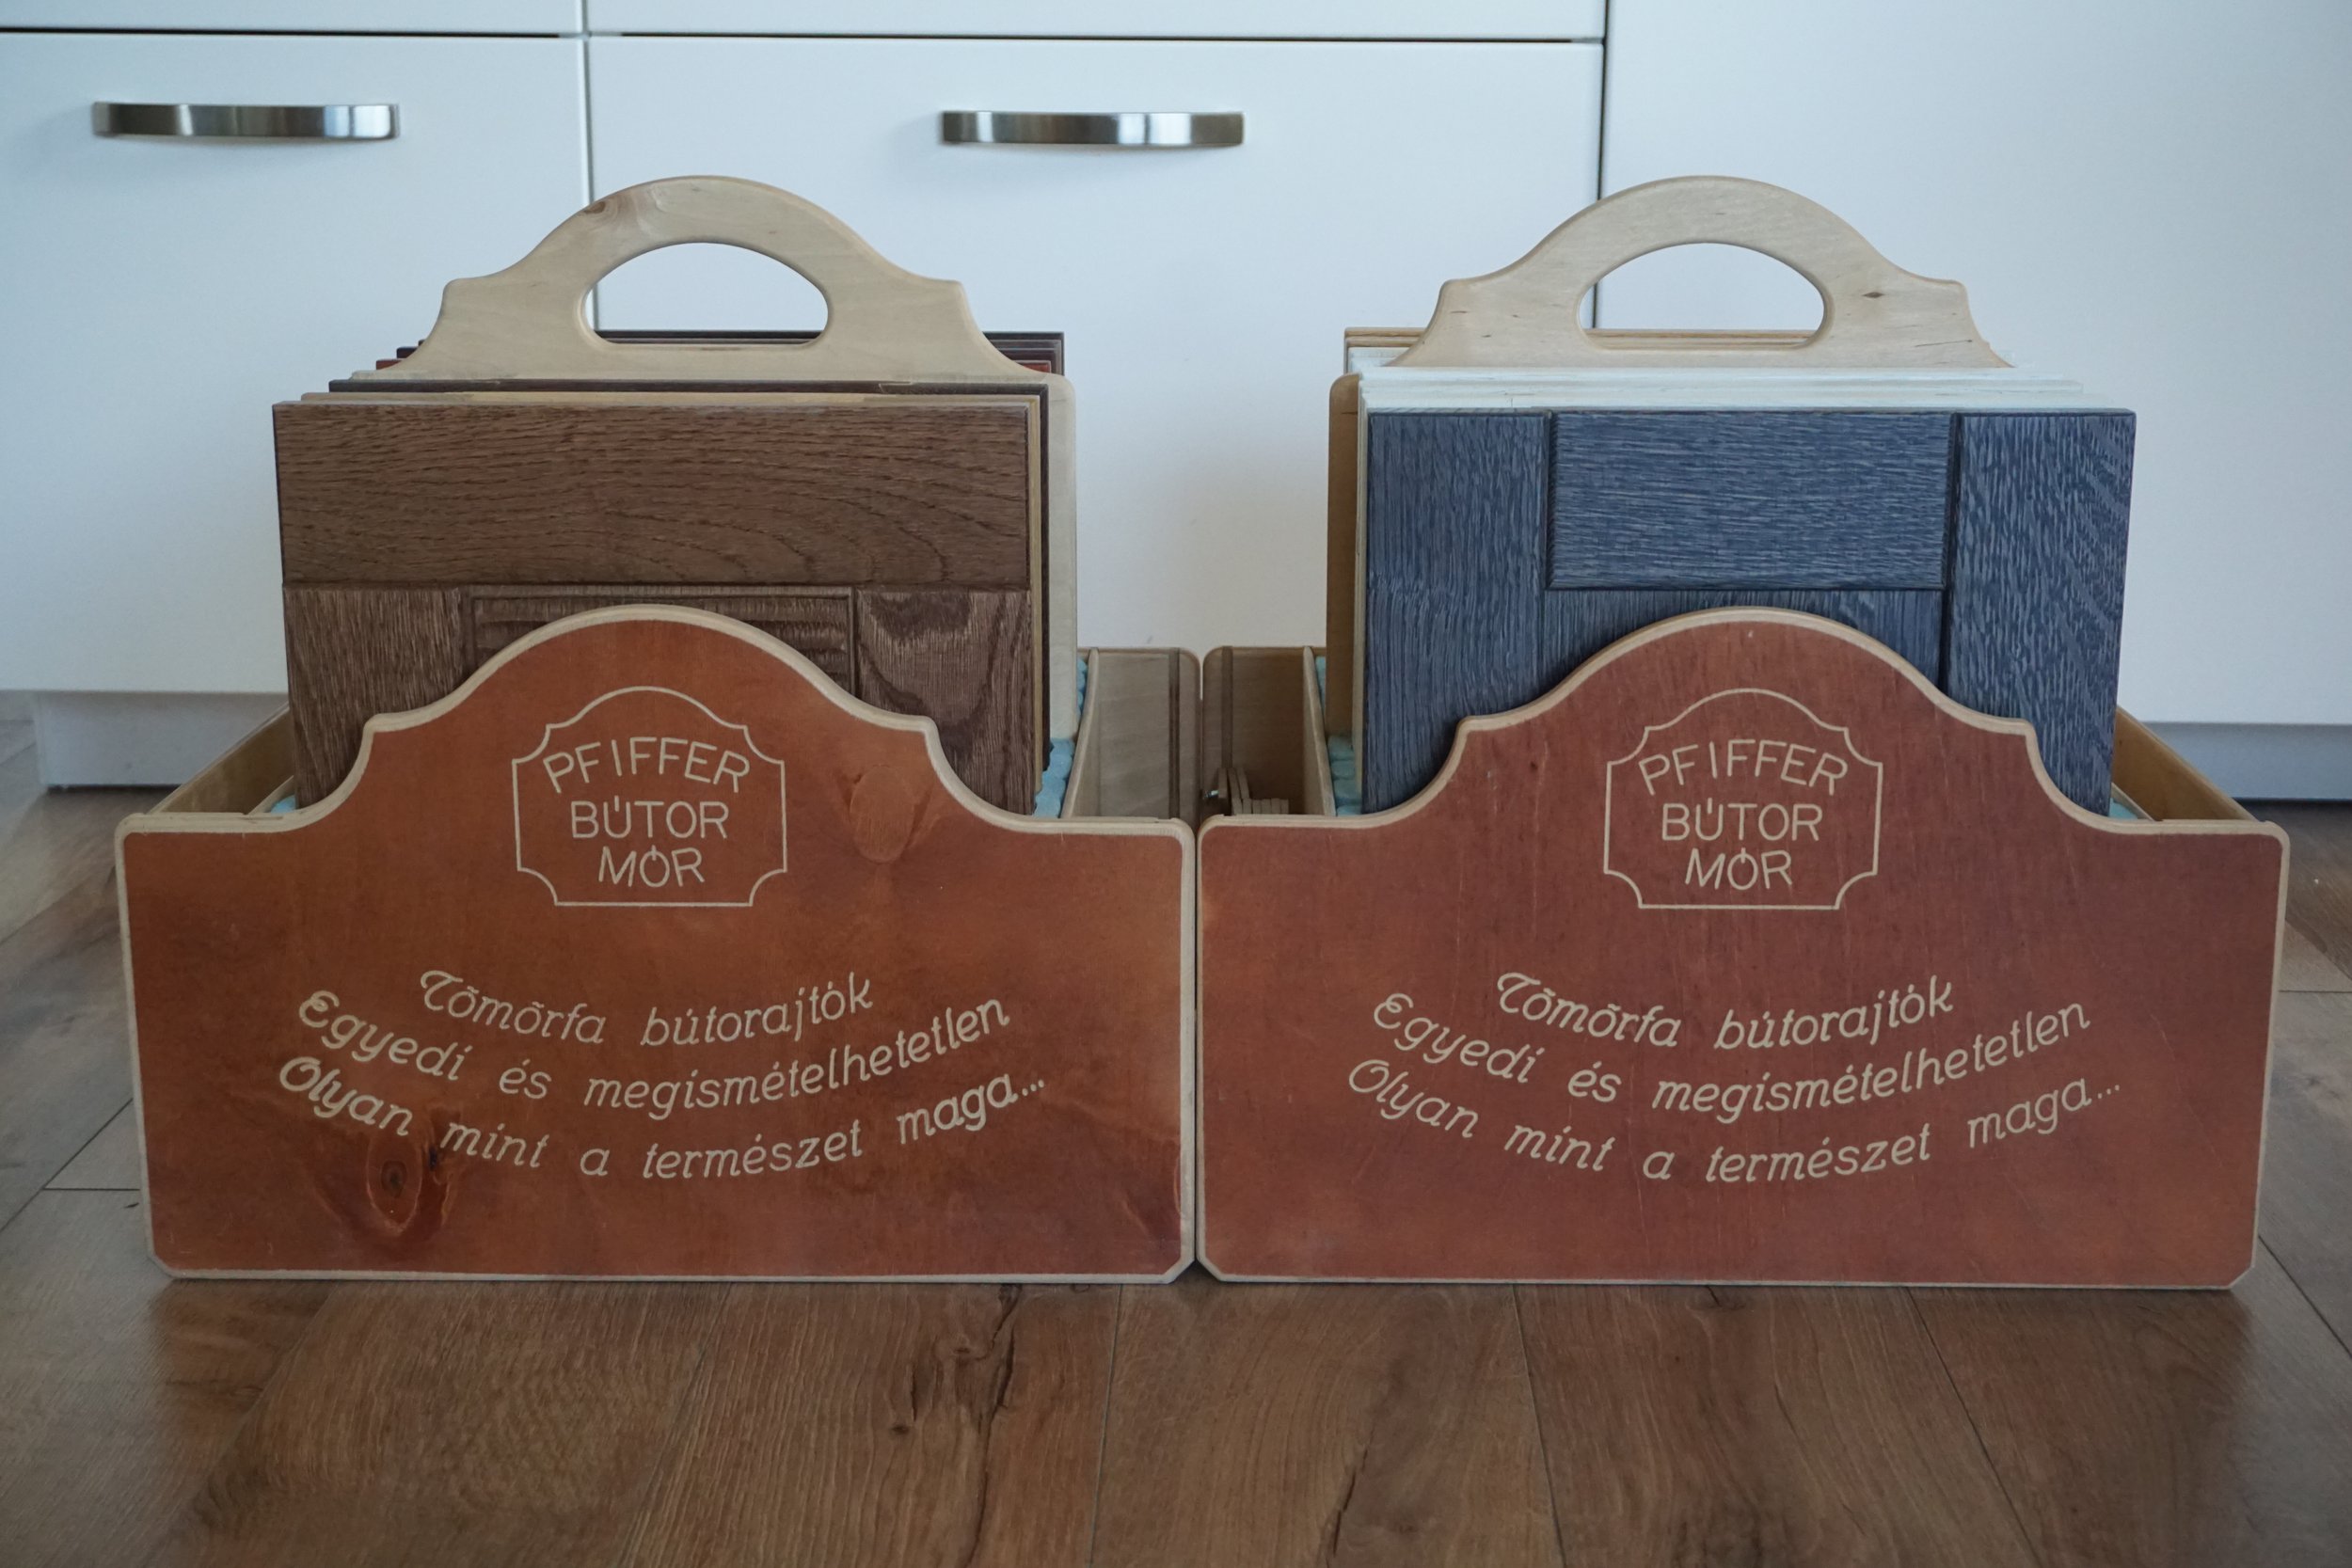 PFIFFER
BÚTOR
MÓR
Tömörfa bútorajtók
Egyedi és megismételhetetlen
Olyan mint a természet maga...
PFIFFER
BÚTOR
MÓR
Tömörfa bútorajtók
Egyedi és megismételhetetlen
Olyan mint a természet maga...